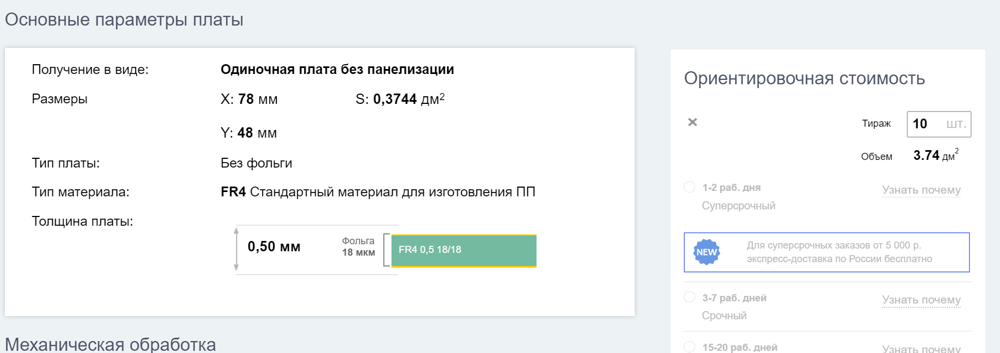 Основные параметры платы
Получение в виде: Одиночная плата без панелизации
Размеры X: 78 мм S: 0,3744 дм²
Y: 48 мм
Тип платы: Без фольги
Тип материала: FR4 Стандартный материал для изготовления ПП
Толщина платы:
0,50 мм
Фольга
18 мкм
FR4 0,5 18/18
Механическая обработка
Ориентировочная стоимость
Тираж 10 шт.
Объем 3.74 дм²
1-2 раб. дня Узнать почему
Суперсрочный
NEW
Для суперсрочных заказов от 5 000 р.
экспресс-доставка по России бесплатно
3-7 раб. дней Узнать почему
Срочный
15-20 раб. дней Узнать почему